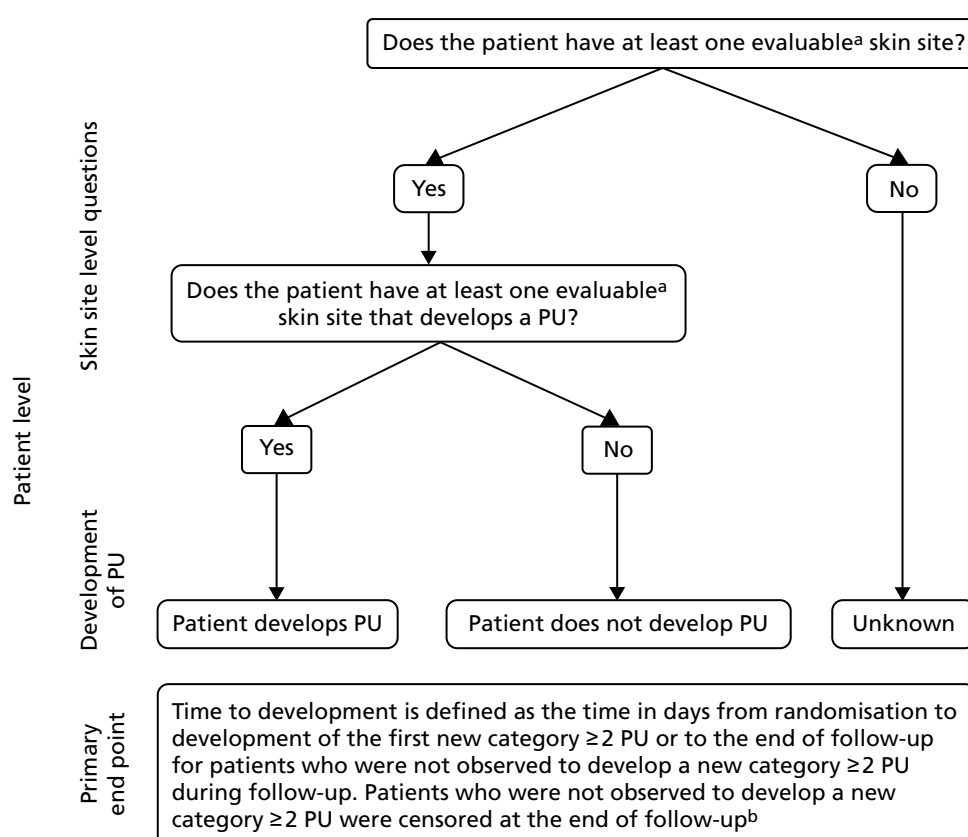 Does the patient have at least one evaluableᵃ skin site?
Yes
No
Does the patient have at least one evaluableᵃ
skin site that develops a PU?
Yes
No
Patient develops PU
Patient does not develop PU
Unknown
Time to development is defined as the time in days from randomisation to
development of the first new category ≥2 PU or to the end of follow-up
for patients who were not observed to develop a new category ≥2 PU
during follow-up. Patients who were not observed to develop a new
category ≥2 PU were censored at the end of follow-upᵇ
Patient level
Skin site level questions
Development
of PU
Primary
end point